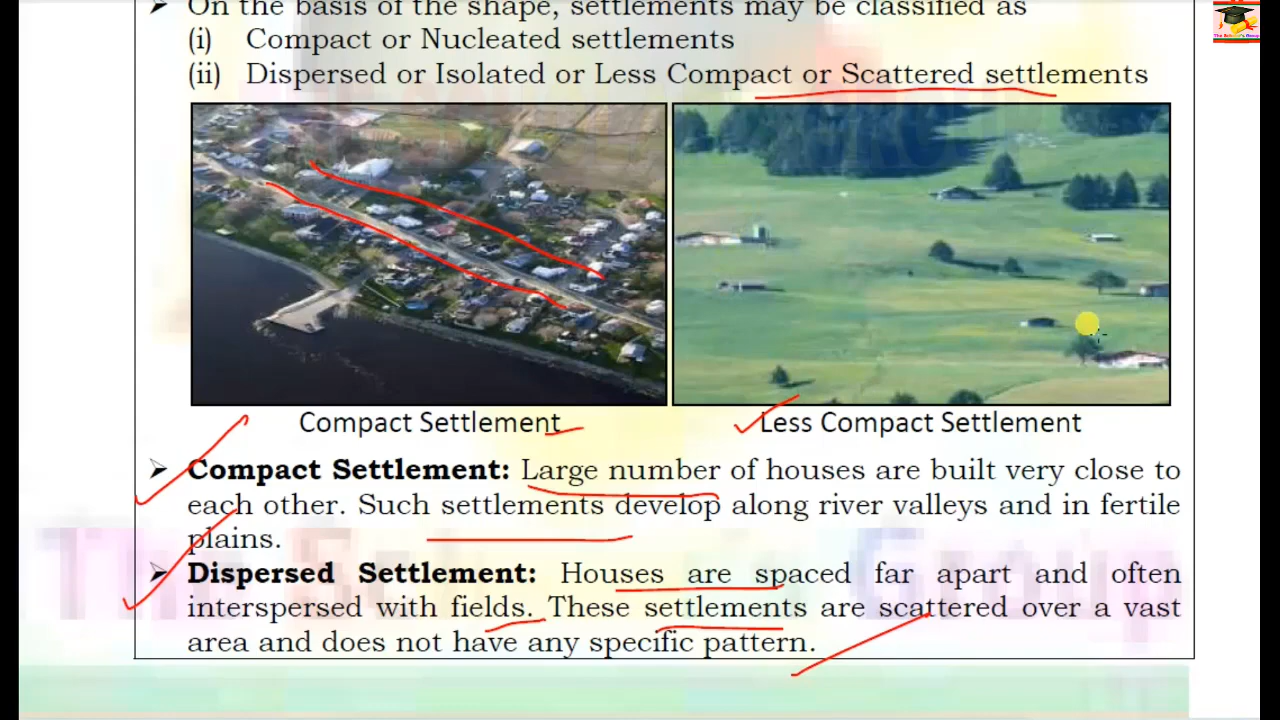 ➢ On the basis of the shape, settlements may be classified as
(i) Compact or Nucleated settlements
(ii) Dispersed or Isolated or Less Compact or Scattered settlements
Compact Settlement
Less Compact Settlement
➢ Compact Settlement: Large number of houses are built very close to
each other. Such settlements develop along river valleys and in fertile
plains.
➢ Dispersed Settlement: Houses are spaced far apart and often
interspersed with fields. These settlements are scattered over a vast
area and does not have any specific pattern.